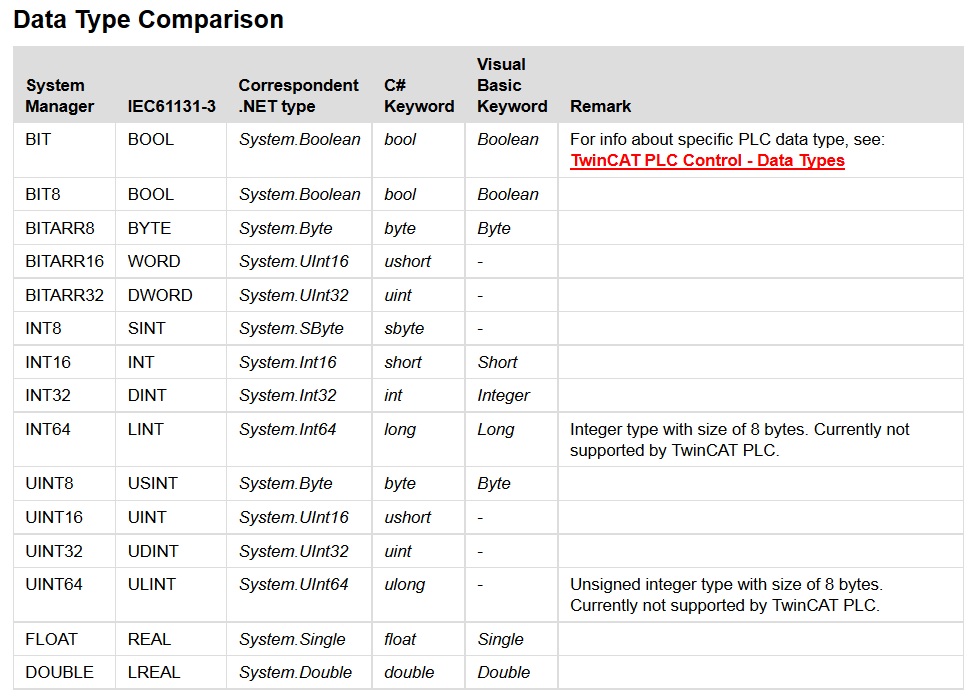 Data Type Comparison
System Manager IEC61131-3 Correspondent .NET type C# Keyword Visual Basic Keyword Remark
BIT BOOL System.Boolean bool Boolean For info about specific PLC data type, see:
TwinCAT PLC Control - Data Types
BIT8 BOOL System.Boolean bool Boolean
BITARR8 BYTE System.Byte byte Byte
BITARR16 WORD System.UInt16 ushort -
BITARR32 DWORD System.UInt32 uint -
INT8 SINT System.SByte sbyte -
INT16 INT System.Int16 short Short
INT32 DINT System.Int32 int Integer
INT64 LINT System.Int64 long Long Integer type with size of 8 bytes. Currently not
supported by TwinCAT PLC.
UINT8 USINT System.Byte byte Byte
UINT16 UINT System.UInt16 ushort -
UINT32 UDINT System.UInt32 uint -
UINT64 ULINT System.UInt64 ulong - Unsigned integer type with size of 8 bytes.
Currently not supported by TwinCAT PLC.
FLOAT REAL System.Single float Single
DOUBLE LREAL System.Double double Double